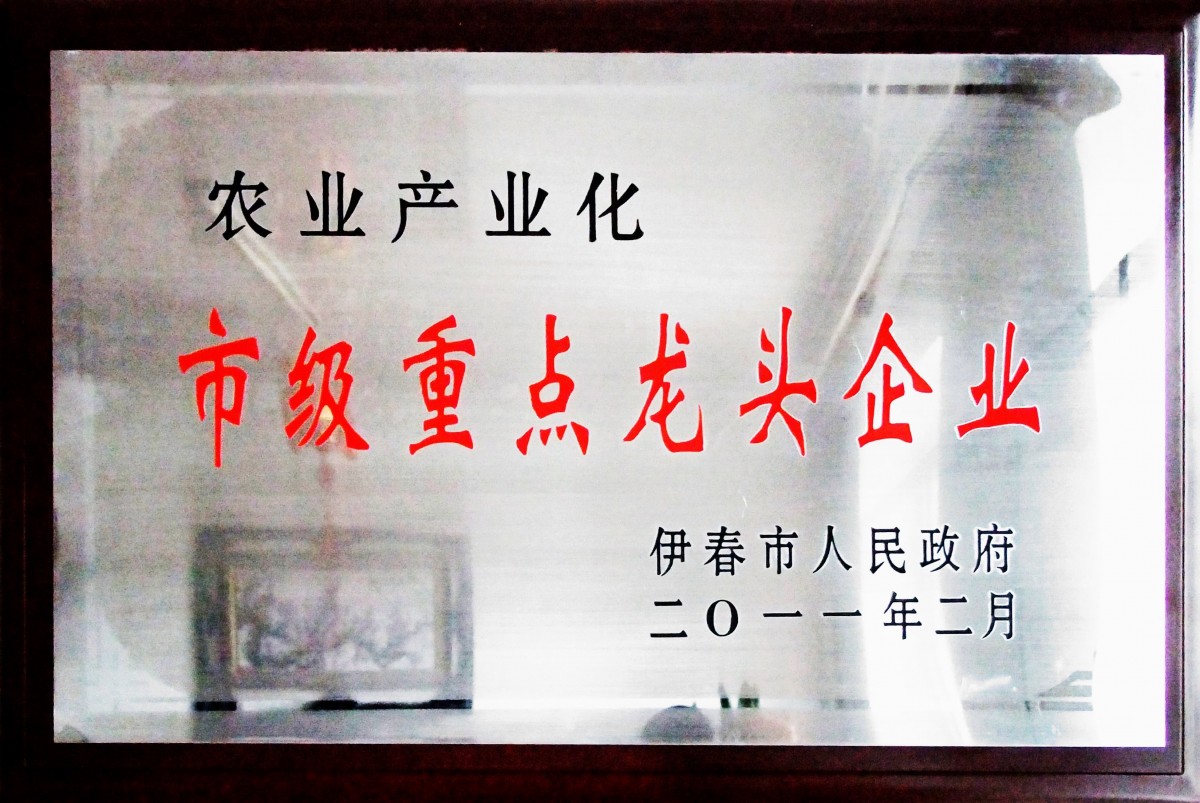 农业产业化
市级重点龙头企业
伊春市人民政府
二〇一一年二月